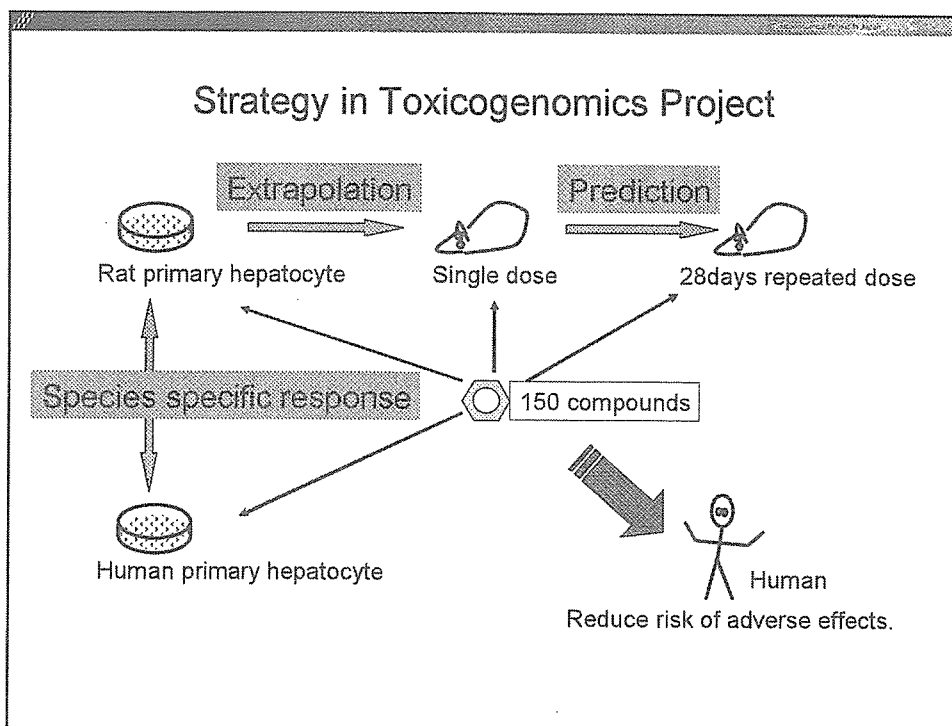 Strategy in Toxicogenomics Project
Extrapolation
Prediction
Rat primary hepatocyte
Single dose
28days repeated dose
Species specific response
150 compounds
Human primary hepatocyte
Human
Reduce risk of adverse effects.